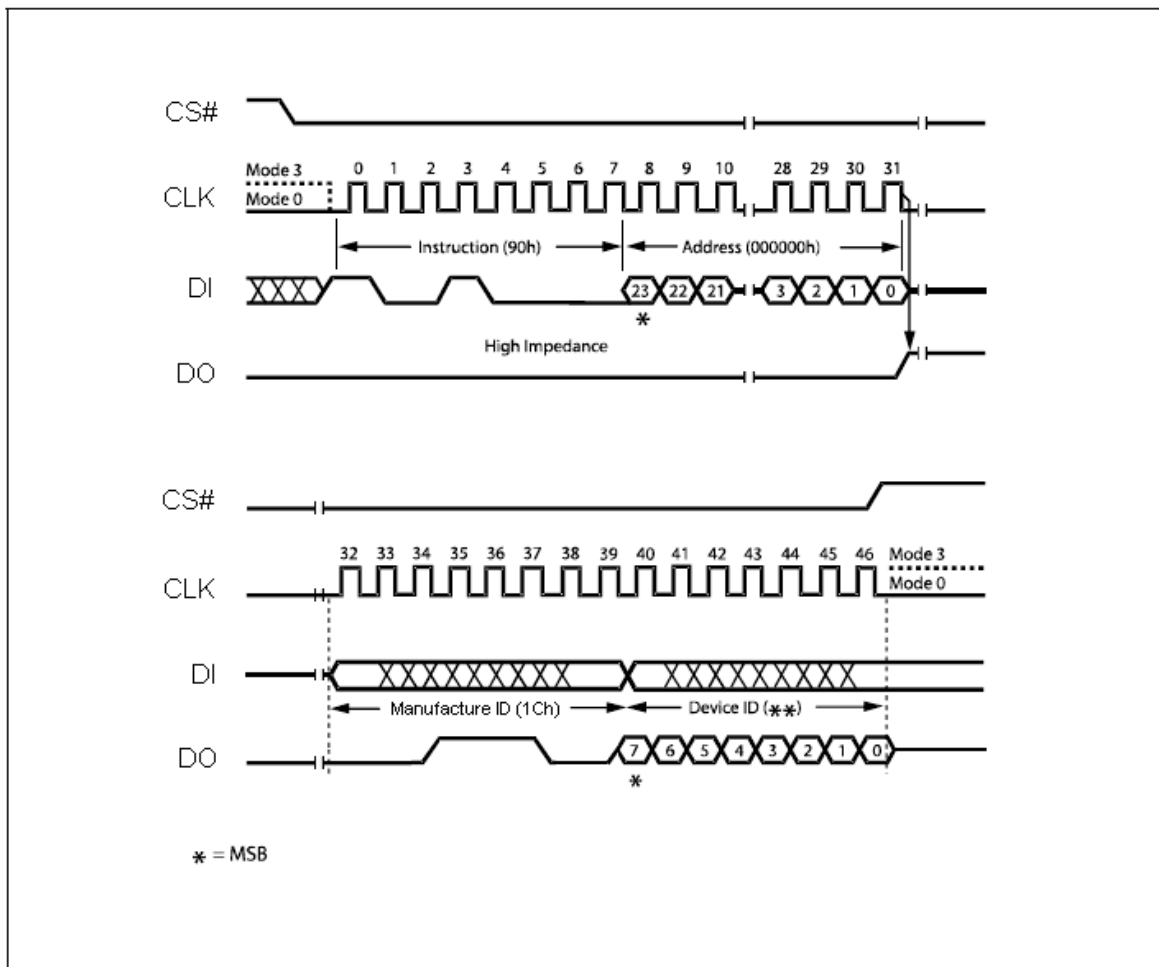 CS#
Mode 3
0 1 2 3 4 5 6 7 8 9 10 28 29 30 31
CLK
Mode 0
Instruction (90h)
Address (000000h)
DI
23 22 21 3 2 1 0
*
High Impedance
DO
CS#
32 33 34 35 36 37 38 39 40 41 42 43 44 45 46
Mode 3
CLK
Mode 0
DI
Manufacture ID (1Ch)
Device ID (**)
DO
7 6 5 4 3 2 1 0
*
* = MSB